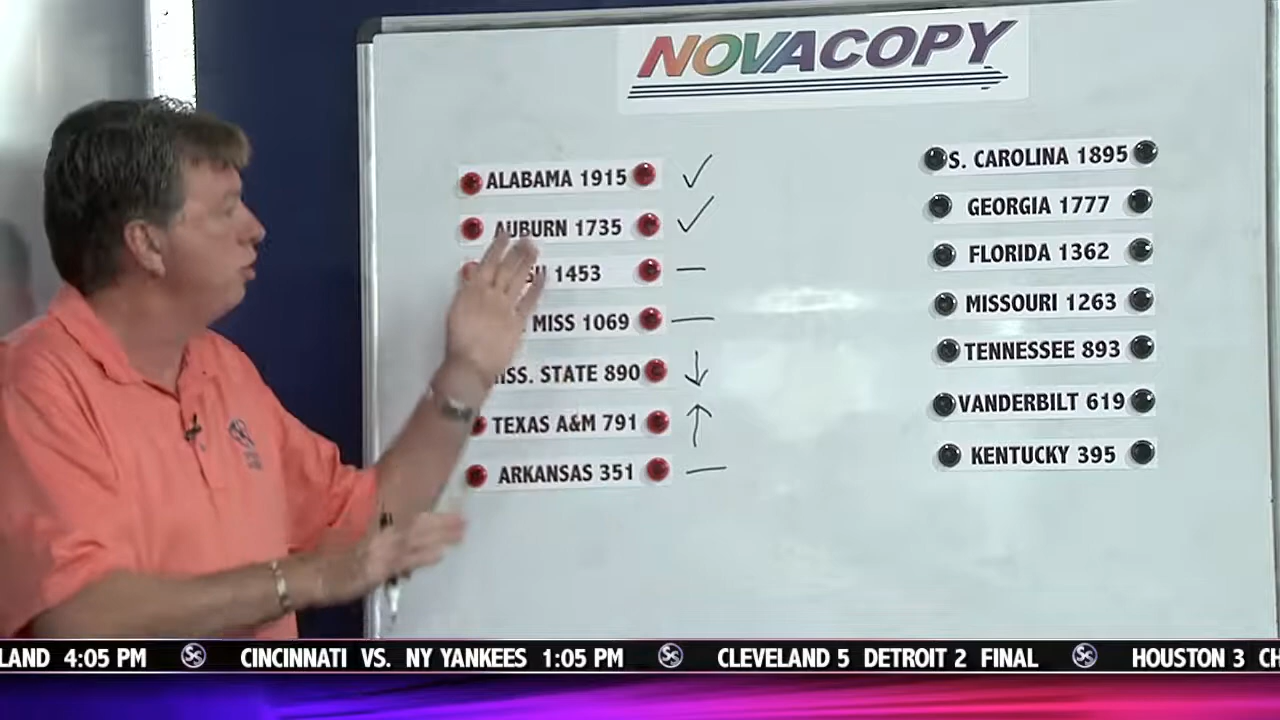 NOVACOPY
ALABAMA 1915
AUBURN 1735
1453
MISS 1069
STATE 890
TEXAS A&M 791
ARKANSAS 351
S. CAROLINA 1895
GEORGIA 1777
FLORIDA 1362
MISSOURI 1263
TENNESSEE 893
VANDERBILT 619
KENTUCKY 395
4:05 PM CINCINNATI VS. NY YANKEES 1:05 PM CLEVELAND 5 DETROIT 2 FINAL HOUSTON 3